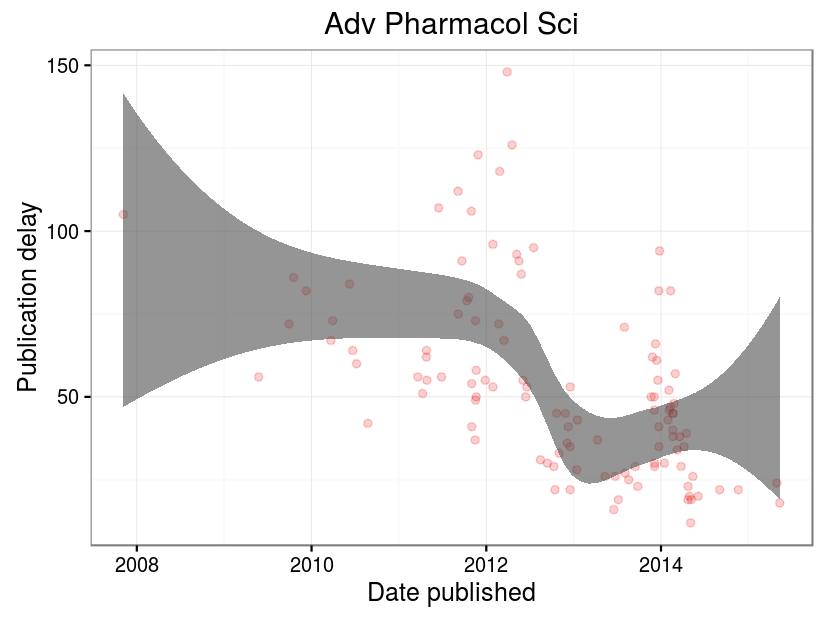 Adv Pharmacol Sci
150
100
50
Publication delay
2008 2010 2012 2014
Date published